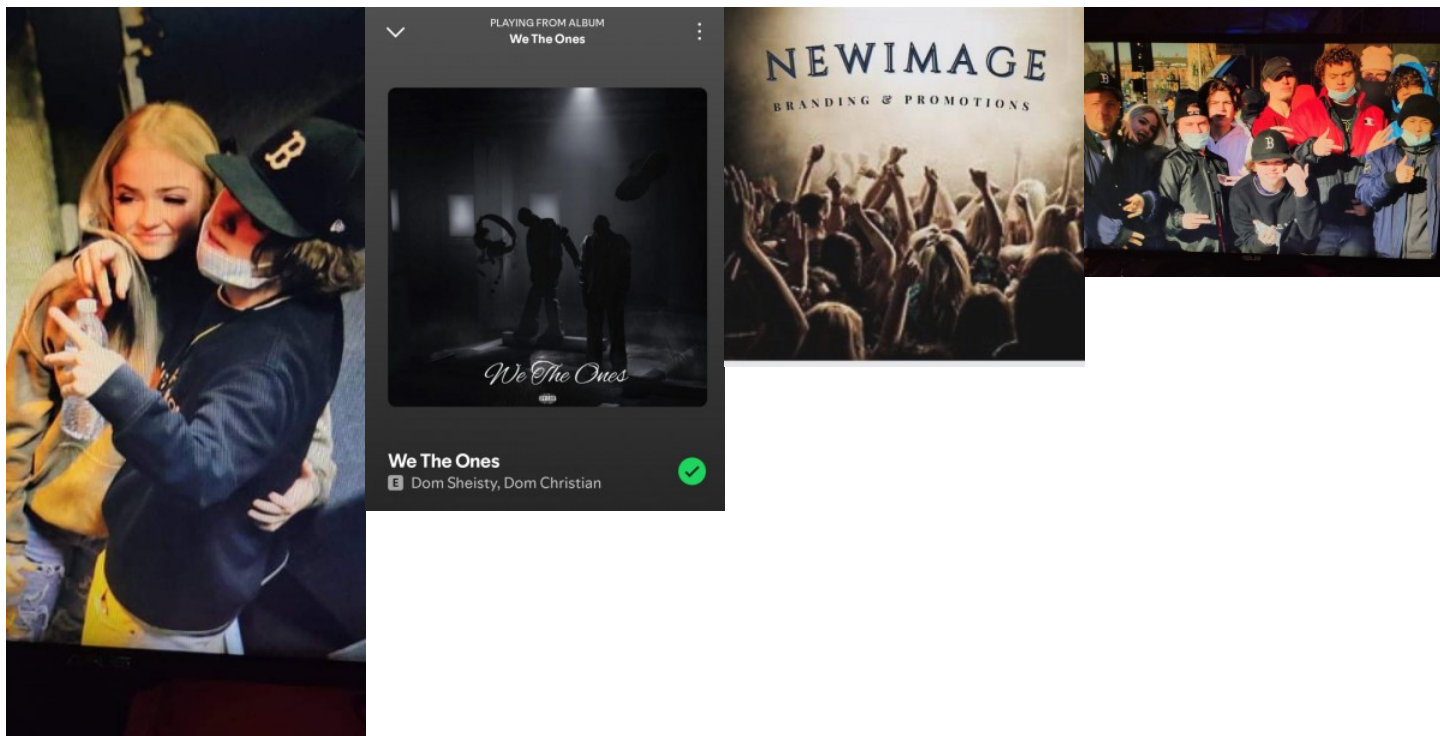 B
PLAYING FROM ALBUM
We The Ones
We The Ones
We The Ones
E Dom Sheisty, Dom Christian
NEWIMAGE
BRANDING & PROMOTIONS
B
B